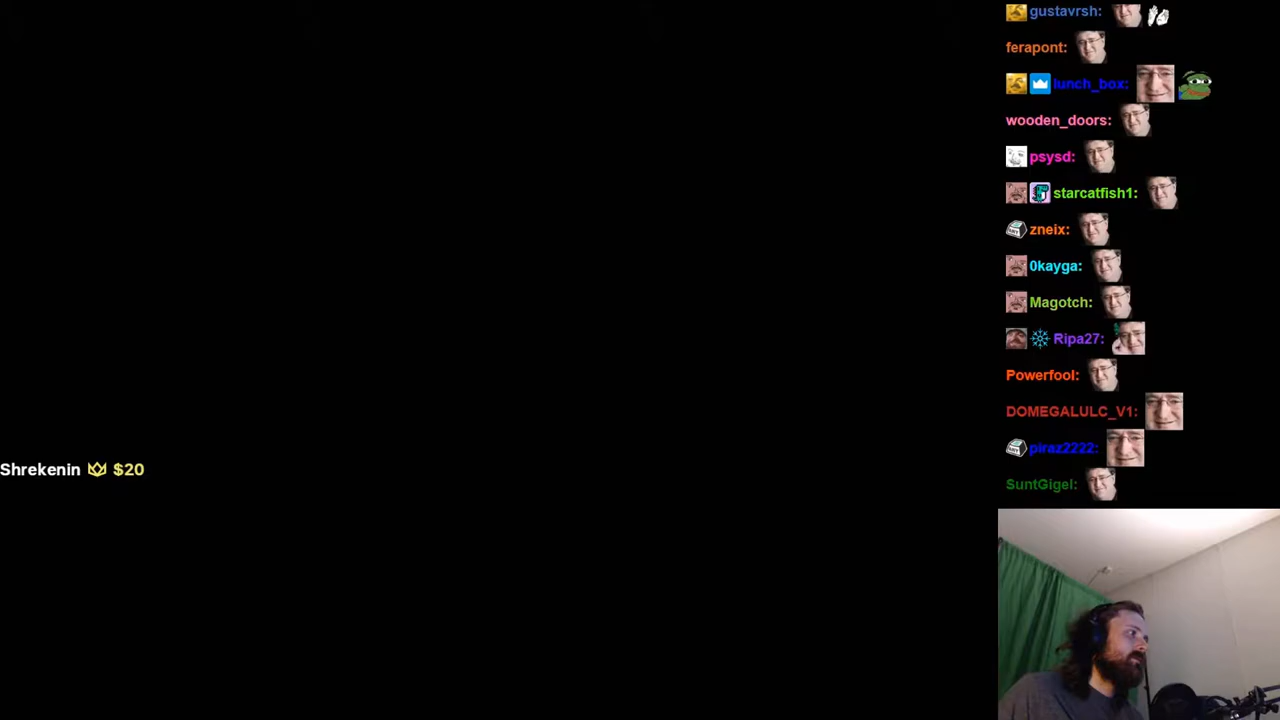 gustavrsh:
ferapont:
lunch_box:
wooden_doors:
psysd:
starcatfish1:
zneix:
0kayga:
Magotch:
Ripa27:
Powerfool:
DOMEGALULC_V1:
piraz2222:
SuntGigel:
Shrekenin $20